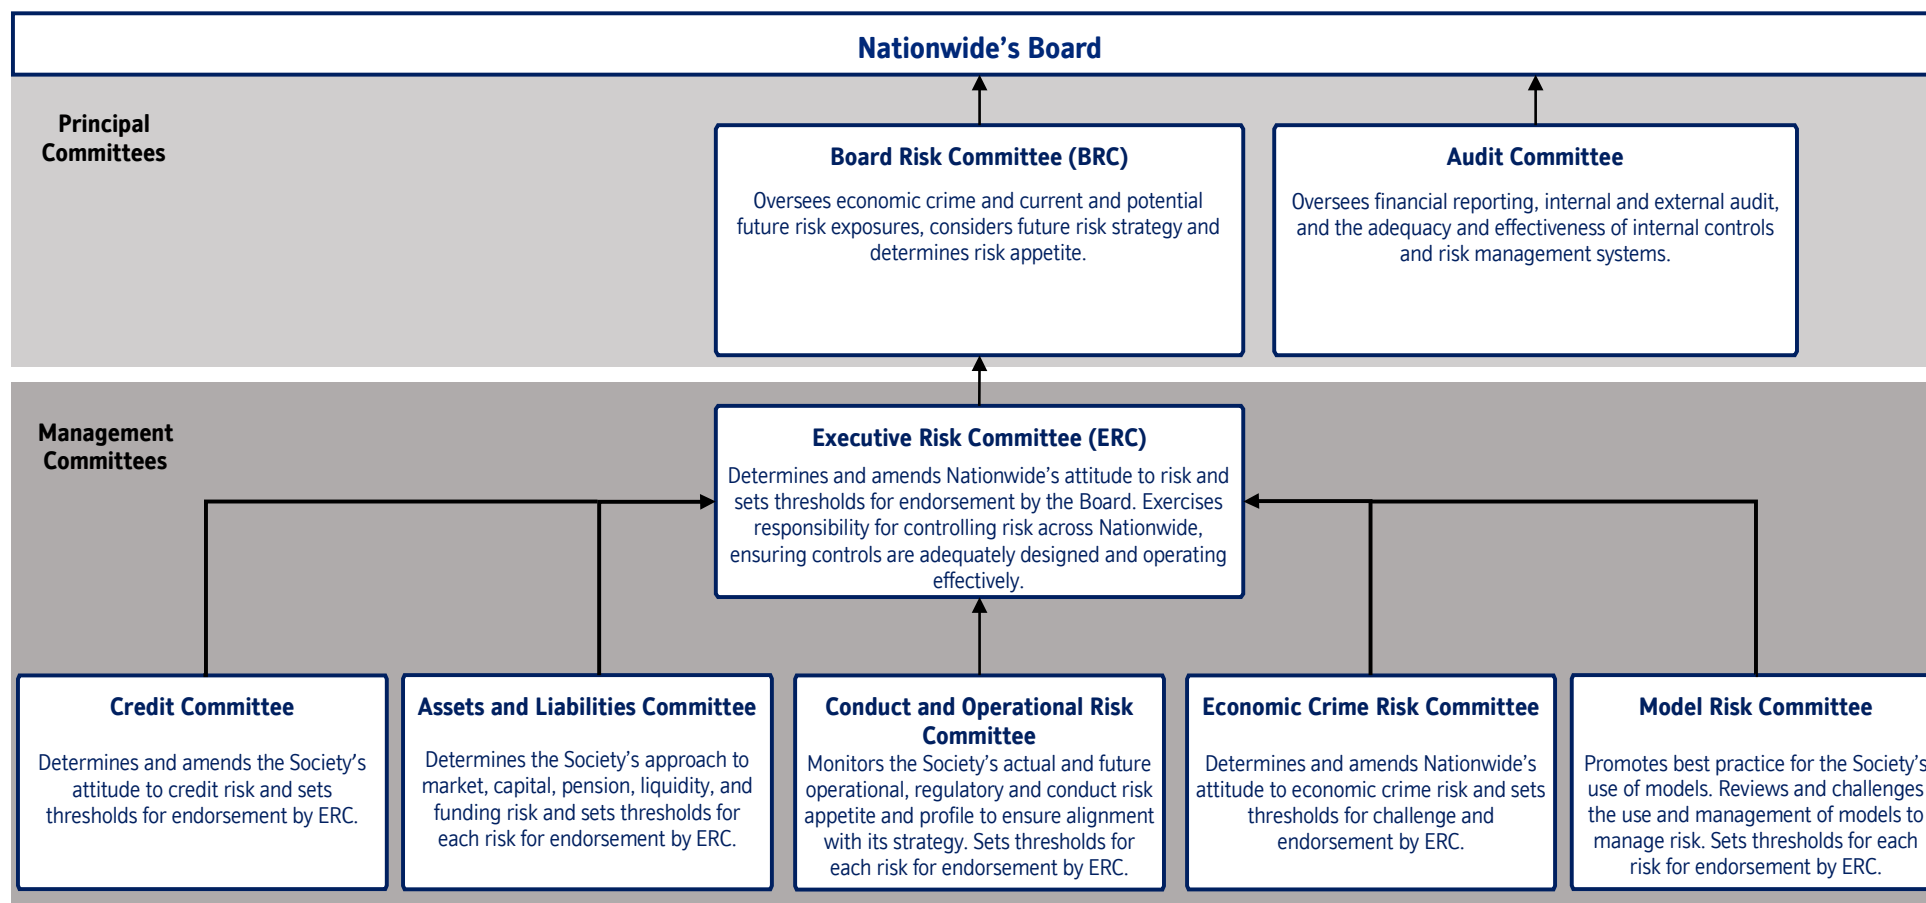 Nationwide’s Board
Principal
Committees
Board Risk Committee (BRC)
Oversees economic crime and current and potential
future risk exposures, considers future risk strategy and
determines risk appetite.
Audit Committee
Oversees financial reporting, internal and external audit,
and the adequacy and effectiveness of internal controls
and risk management systems.
Management
Committees
Executive Risk Committee (ERC)
Determines and amends Nationwide’s attitude to risk and
sets thresholds for endorsement by the Board. Exercises
responsibility for controlling risk across Nationwide,
ensuring controls are adequately designed and operating
effectively.
Credit Committee
Determines and amends the Society’s
attitude to credit risk and sets
thresholds for endorsement by ERC.
Assets and Liabilities Committee
Determines the Society’s approach to
market, capital, pension, liquidity, and
funding risk and sets thresholds for
each risk for endorsement by ERC.
Conduct and Operational Risk
Committee
Monitors the Society’s actual and future
operational, regulatory and conduct risk
appetite and profile to ensure alignment
with its strategy. Sets thresholds for
each risk for endorsement by ERC.
Economic Crime Risk Committee
Determines and amends Nationwide’s
attitude to economic crime risk and sets
thresholds for challenge and
endorsement by ERC.
Model Risk Committee
Promotes best practice for the Society’s
use of models. Reviews and challenges
the use and management of models to
manage risk. Sets thresholds for each
risk for endorsement by ERC.